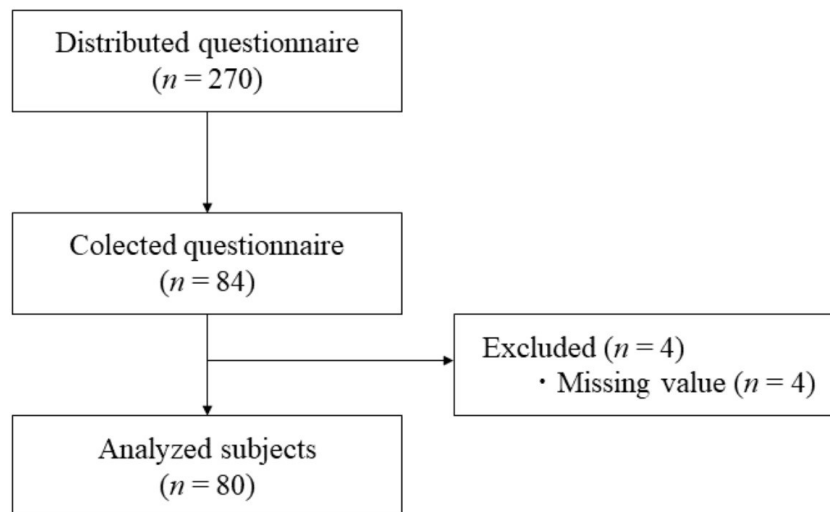 Distributed questionnaire
(n = 270)
Colected questionnaire
(n = 84)
Excluded (n = 4)
・Missing value (n = 4)
Analyzed subjects
(n = 80)